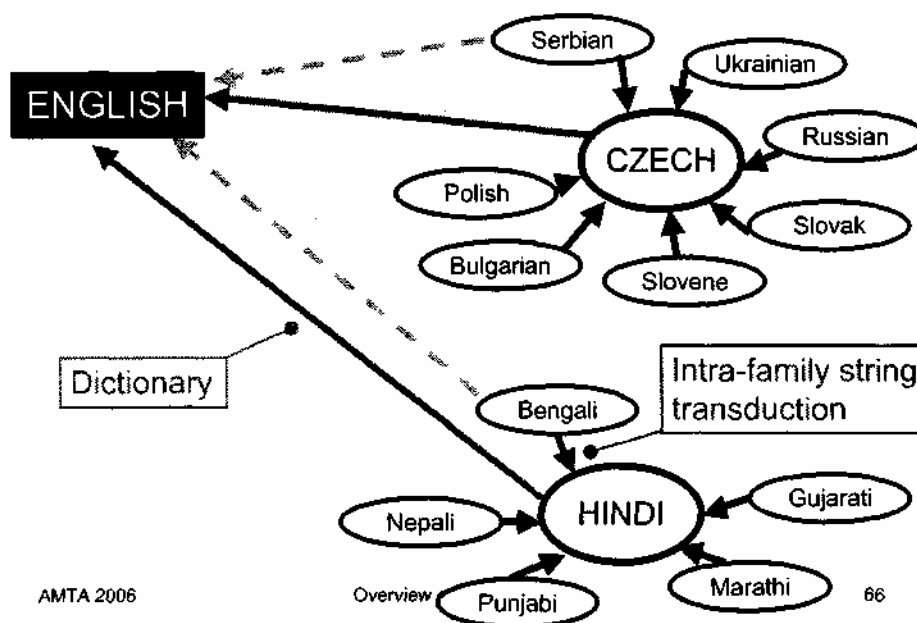 Serbian
Ukrainian
ENGLISH
CZECH
Russian
Polish
Slovak
Bulgarian
Slovene
Dictionary
Intra-family string
transduction
Bengali
HINDI
Gujarati
Nepali
Marathi
Punjabi
AMTA 2006
Overview
66